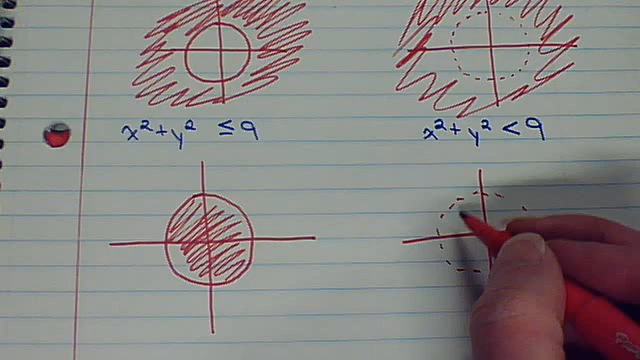 x² + y² ≤ 9
x² + y² < 9